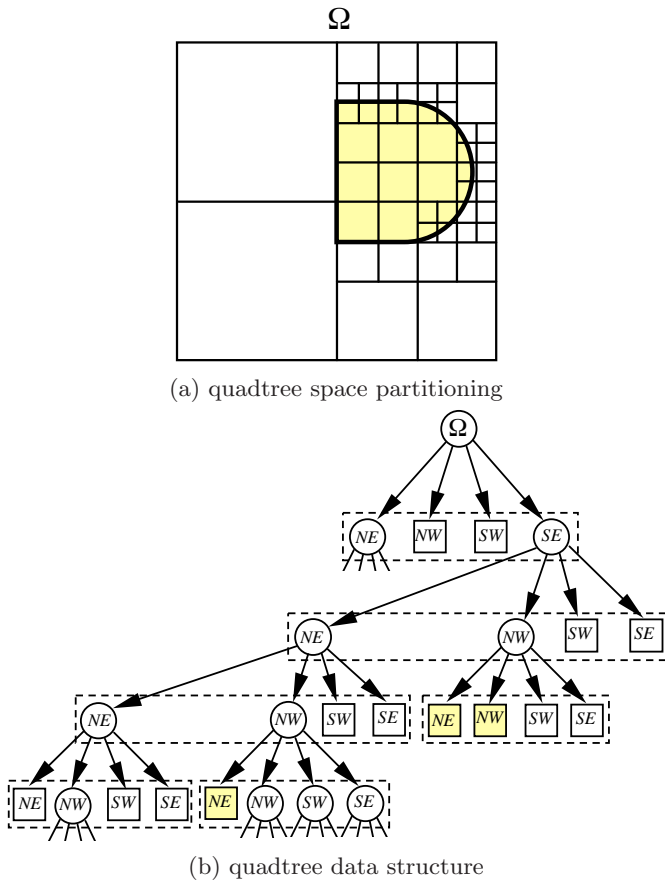 Ω
(a) quadtree space partitioning
Ω
NE NW SW SE
NE NW SW SE
NE NW SW SE NE NW SW SE
NE NW SW SE NE NW SW SE
(b) quadtree data structure